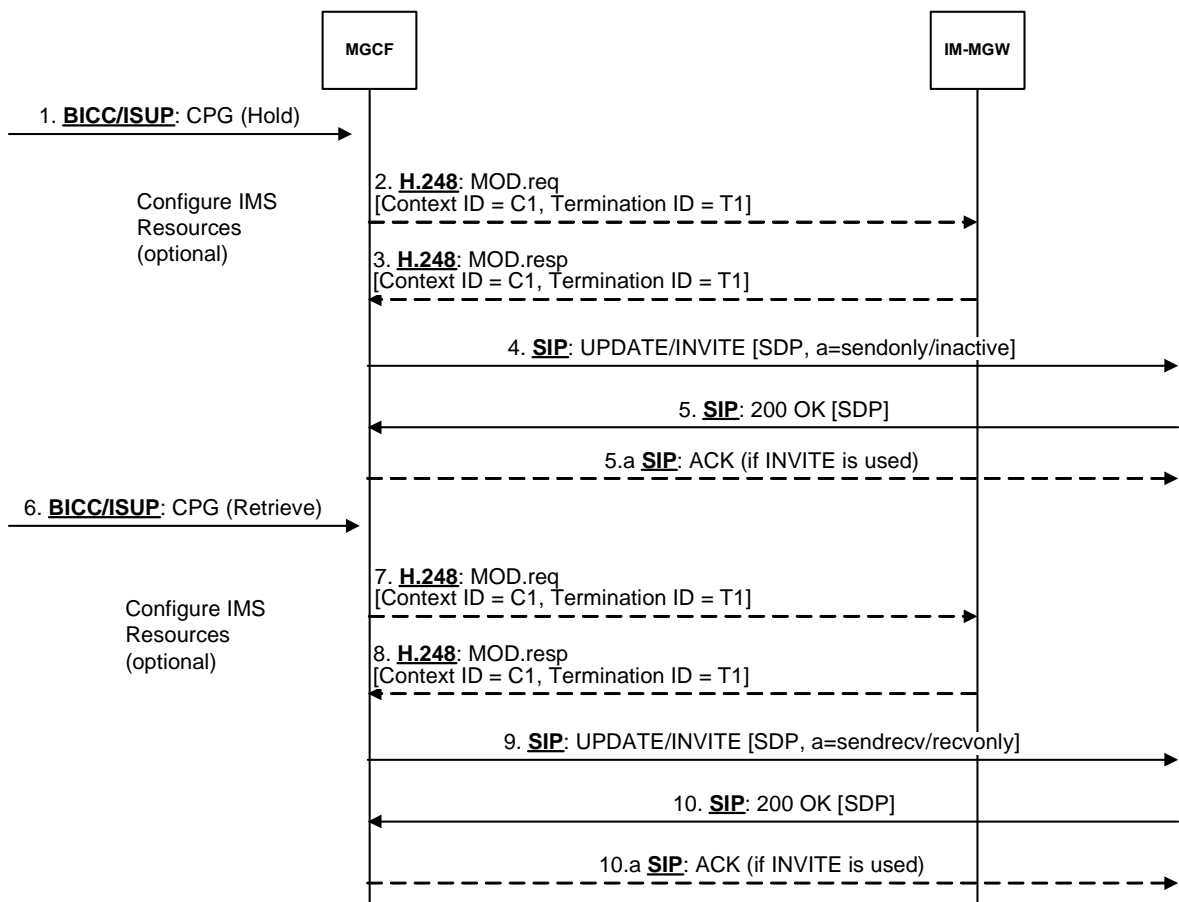 MGCF
IM-MGW
1. BICC/ISUP: CPG (Hold)
Configure IMS
Resources
(optional)
2. H.248: MOD.req
[Context ID = C1, Termination ID = T1]
3. H.248: MOD.resp
[Context ID = C1, Termination ID = T1]
4. SIP: UPDATE/INVITE [SDP, a=sendonly/inactive]
5. SIP: 200 OK [SDP]
5.a SIP: ACK (if INVITE is used)
6. BICC/ISUP: CPG (Retrieve)
Configure IMS
Resources
(optional)
7. H.248: MOD.req
[Context ID = C1, Termination ID = T1]
8. H.248: MOD.resp
[Context ID = C1, Termination ID = T1]
9. SIP: UPDATE/INVITE [SDP, a=sendrecv/recvonly]
10. SIP: 200 OK [SDP]
10.a SIP: ACK (if INVITE is used)